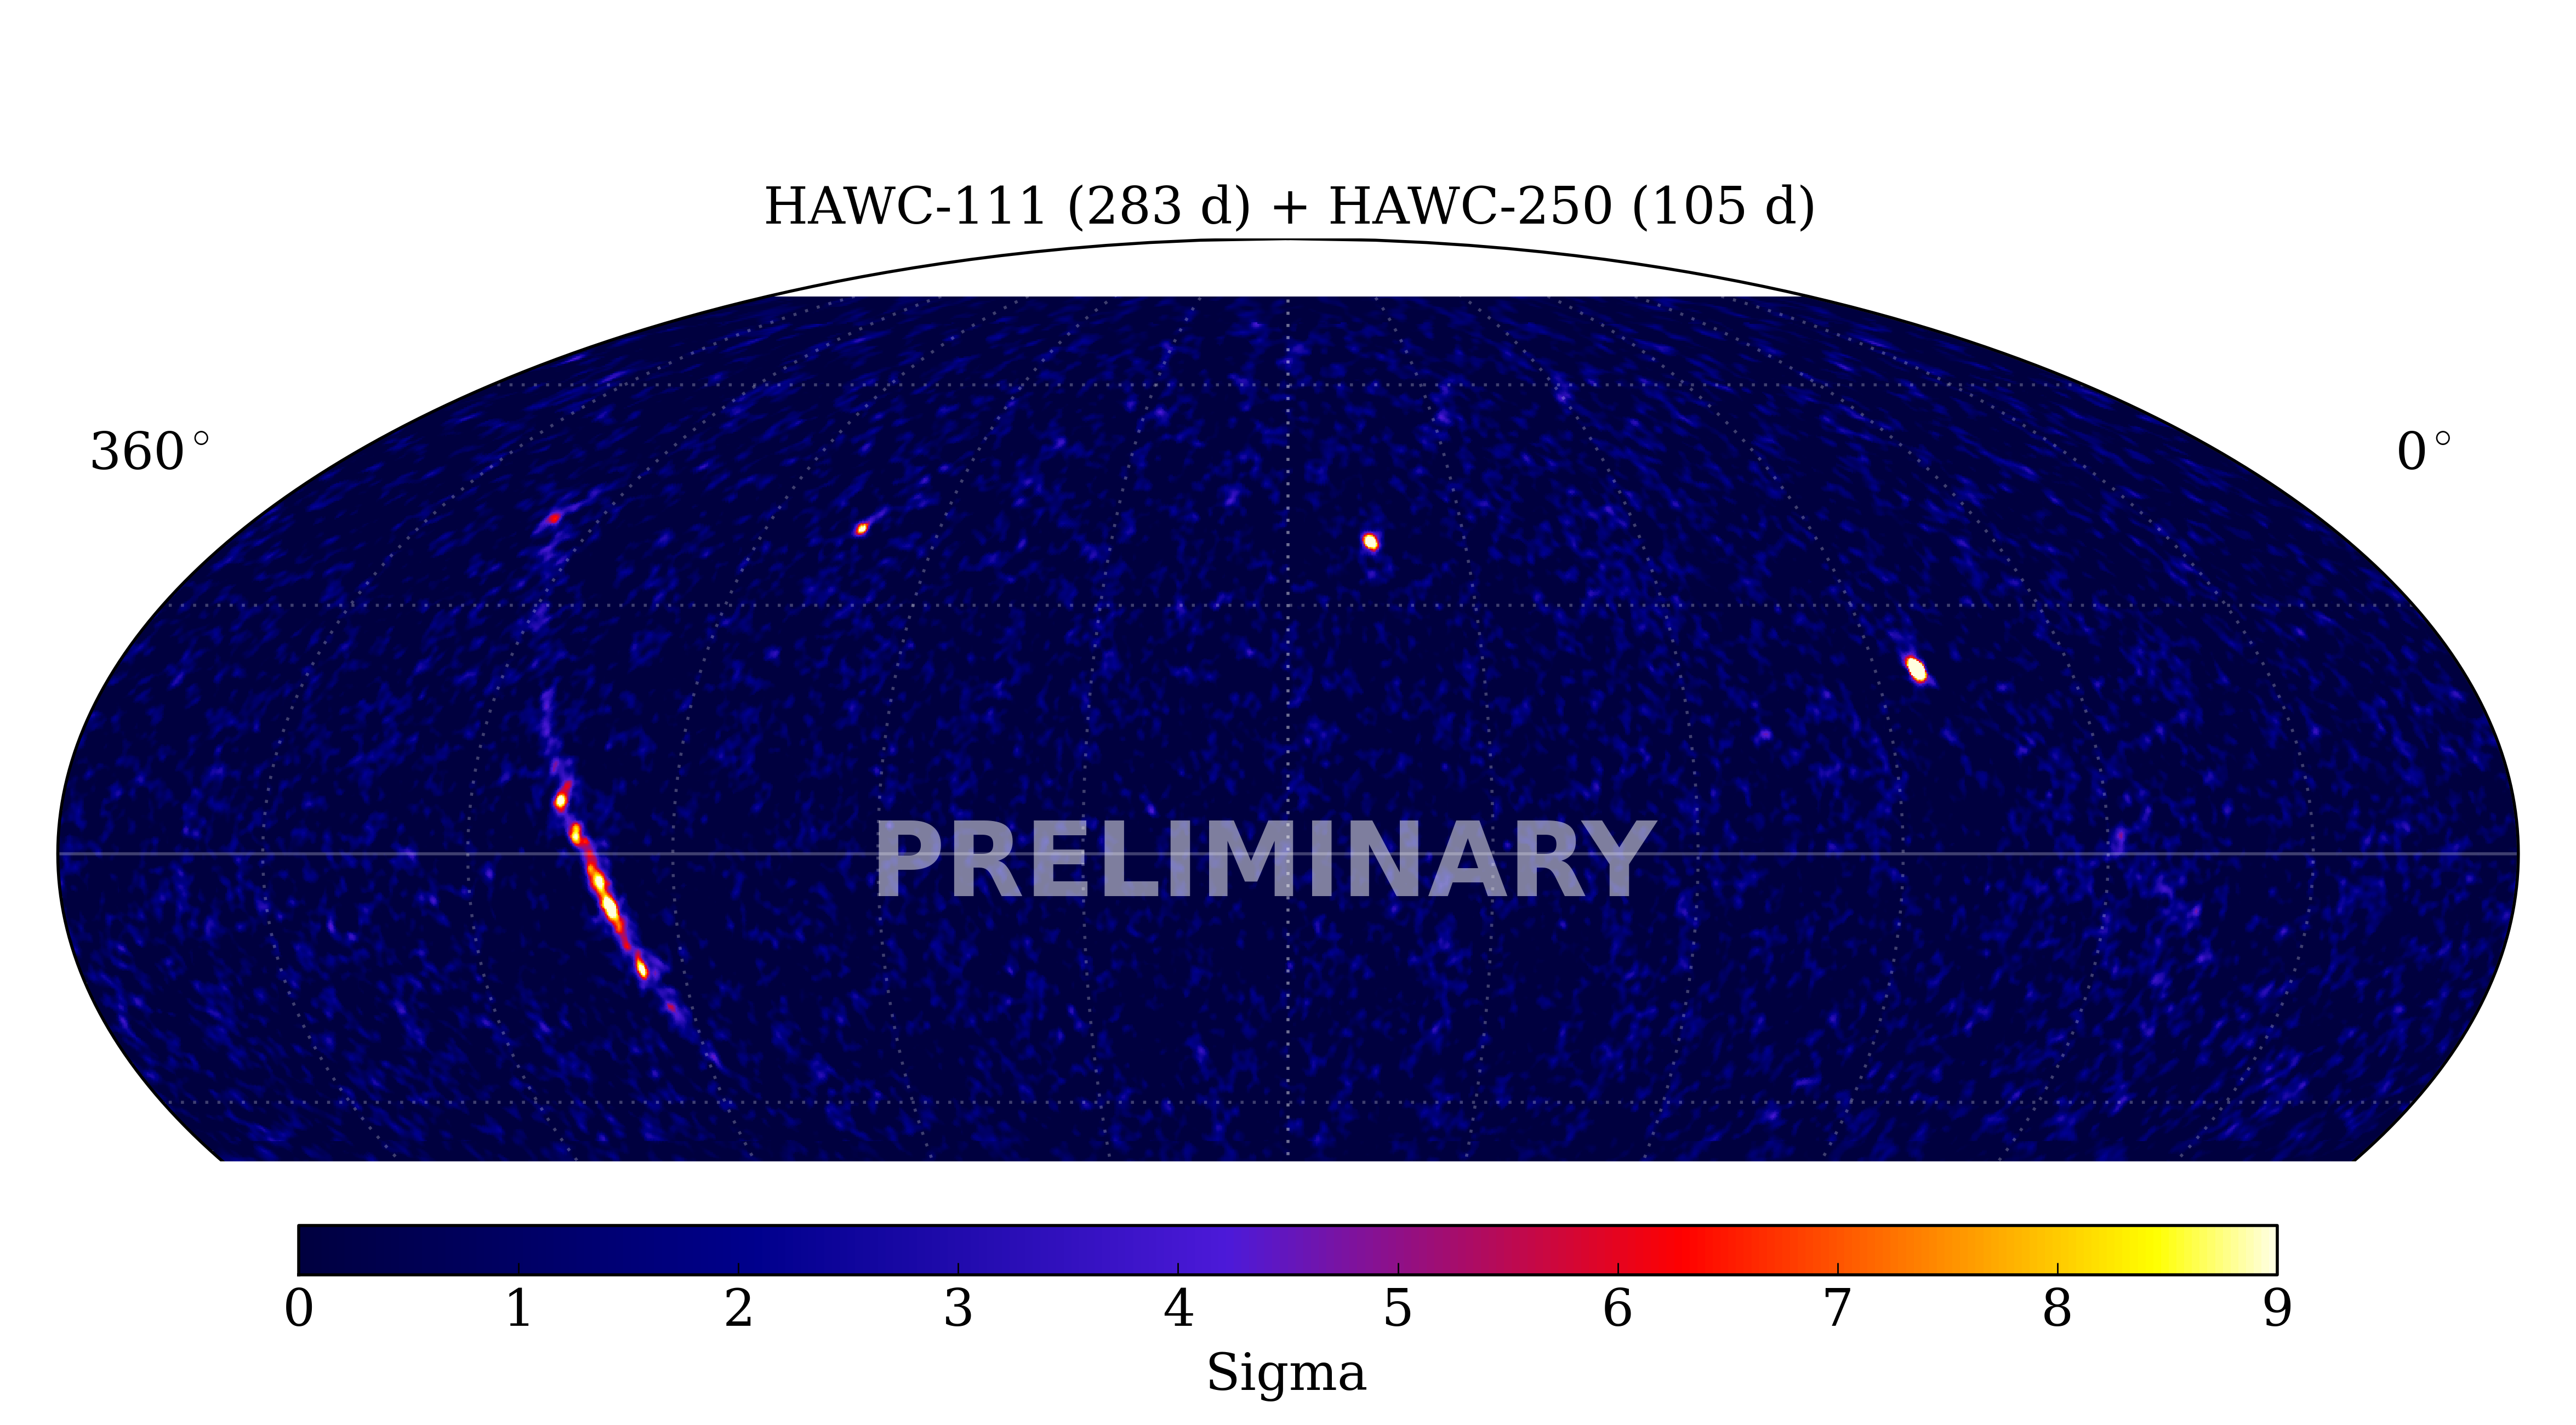 HAWC-111 (283 d) + HAWC-250 (105 d)
360° 0°
PRELIMINARY
0 1 2 3 4 5 6 7 8 9
Sigma